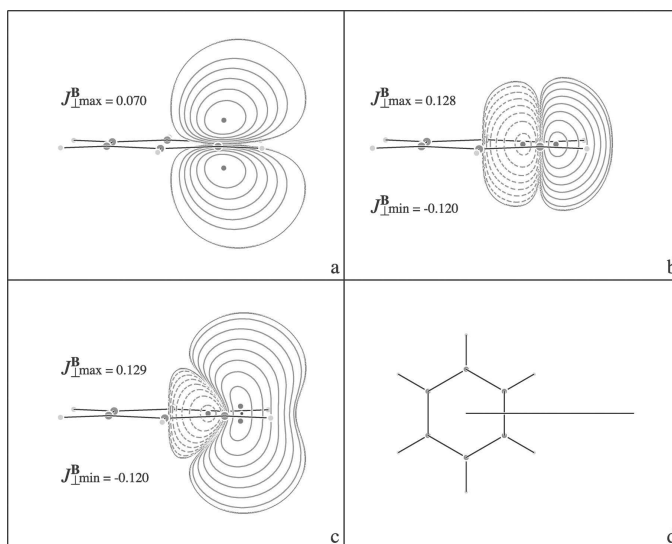 J⊥ᴮmax = 0.070
a
J⊥ᴮmax = 0.128
J⊥ᴮmin = -0.120
b
J⊥ᴮmax = 0.129
J⊥ᴮmin = -0.120
c
d